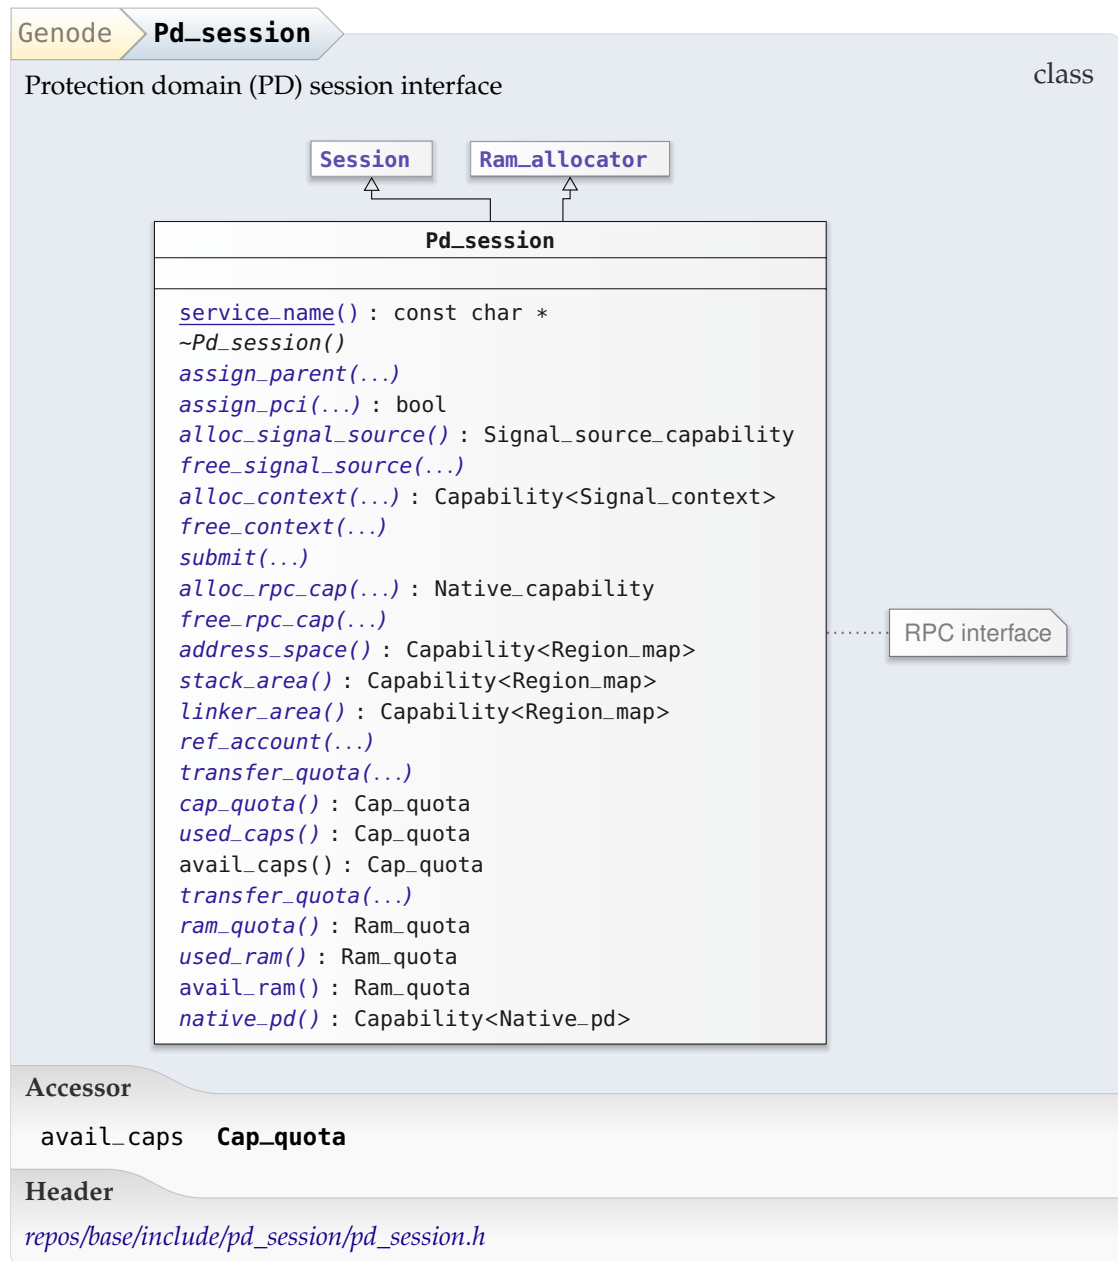 Genode Pd_session
class
Protection domain (PD) session interface
Session Ram_allocator
Pd_session
service_name() : const char *
~Pd_session()
assign_parent(...)
assign_pci(...) : bool
alloc_signal_source() : Signal_source_capability
free_signal_source(...)
alloc_context(...) : Capability<Signal_context>
free_context(...)
submit(...)
alloc_rpc_cap(...) : Native_capability
free_rpc_cap(...)
RPC interface
address_space() : Capability<Region_map>
stack_area() : Capability<Region_map>
linker_area() : Capability<Region_map>
ref_account(...)
transfer_quota(...)
cap_quota() : Cap_quota
used_caps() : Cap_quota
avail_caps() : Cap_quota
transfer_quota(...)
ram_quota() : Ram_quota
used_ram() : Ram_quota
avail_ram() : Ram_quota
native_pd() : Capability<Native_pd>
Accessor
avail_caps Cap_quota
Header
repos/base/include/pd_session/pd_session.h